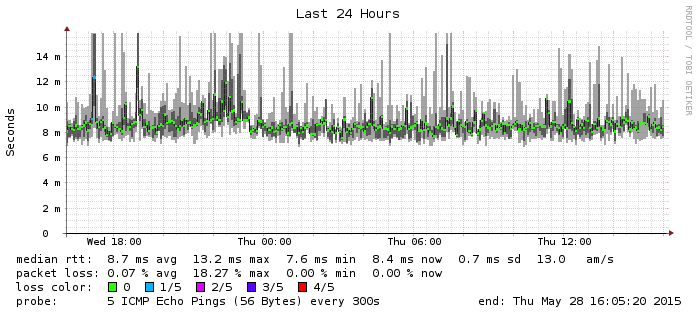 Last 24 Hours
RRDTOOL / TOBI OETIKER
Seconds
14 m
12 m
10 m
8 m
6 m
4 m
2 m
0
Wed 18:00 Thu 00:00 Thu 06:00 Thu 12:00
median rtt: 8.7 ms avg 13.2 ms max 7.6 ms min 8.4 ms now 0.7 ms sd 13.0 am/s
packet loss: 0.07 % avg 18.27 % max 0.00 % min 0.00 % now
loss color: 0 1/5 2/5 3/5 4/5
probe: 5 ICMP Echo Pings (56 Bytes) every 300s end: Thu May 28 16:05:20 2015